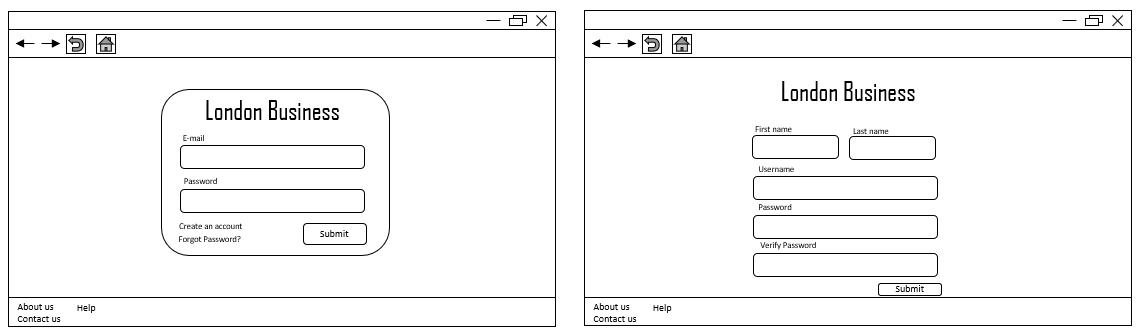 London Business
E-mail
Password
Create an account
Forgot Password?
Submit
About us
Help
Contact us
London Business
First name
Last name
Username
Password
Verify Password
Submit
About us
Help
Contact us